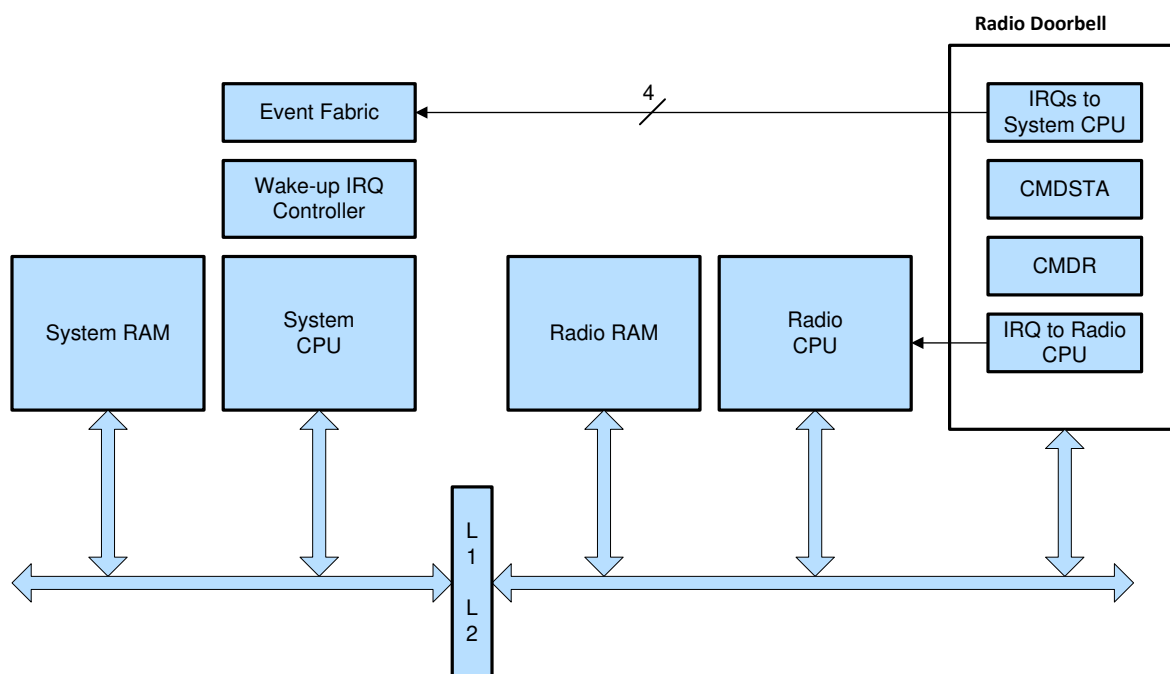 Radio Doorbell
4
Event Fabric
IRQs to
System CPU
Wake-up IRQ
Controller
CMDSTA
CMDR
System RAM
System
CPU
Radio RAM
Radio
CPU
IRQ to Radio
CPU
L
1
L
2